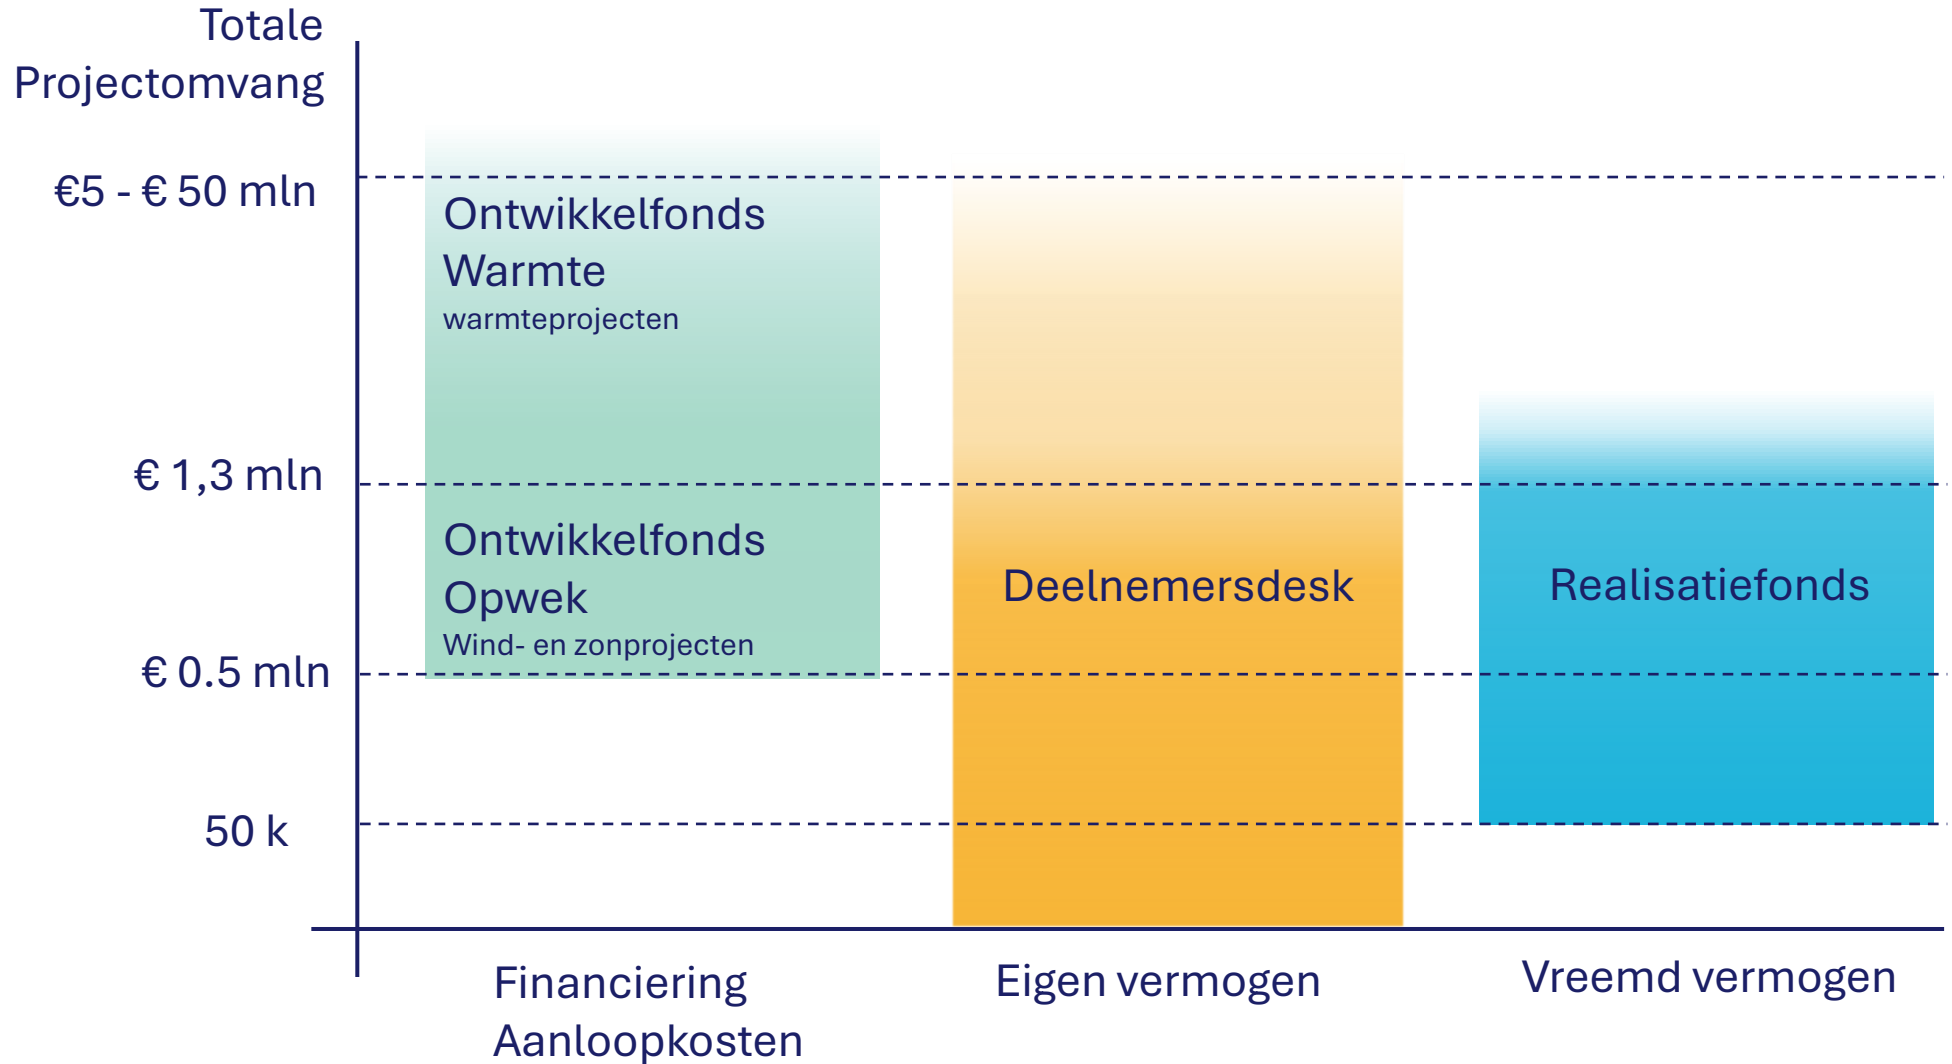 Totale
Projectomvang
€5 - € 50 mln
Ontwikkelfonds
Warmte
warmteprojecten
€ 1,3 mln
Ontwikkelfonds
Opwek
Wind- en zonprojecten
Deelnemersdesk
Realisatiefonds
€ 0.5 mln
50 k
Financiering
Aanloopkosten
Eigen vermogen
Vreemd vermogen